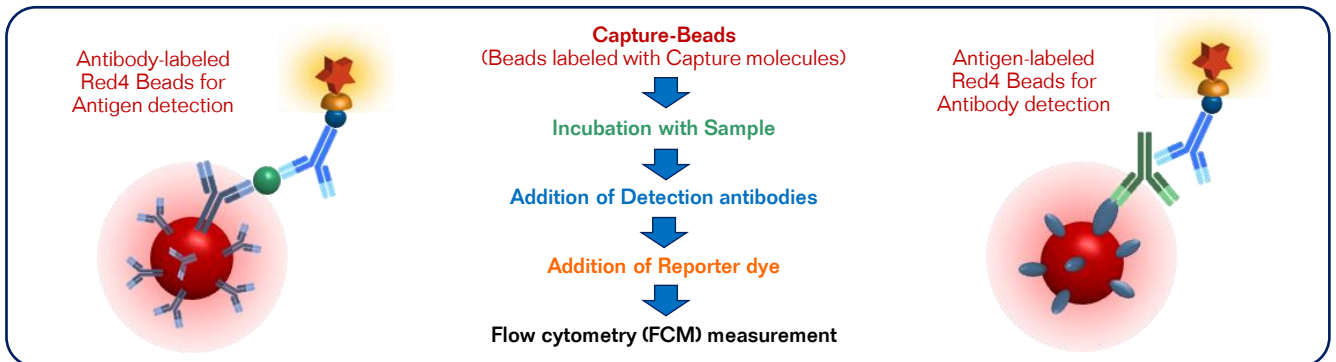 Antibody-labeled
Red4 Beads for
Antigen detection
Capture-Beads
(Beads labeled with Capture molecules)
Incubation with Sample
Addition of Detection antibodies
Addition of Reporter dye
Flow cytometry (FCM) measurement
Antigen-labeled
Red4 Beads for
Antibody detection